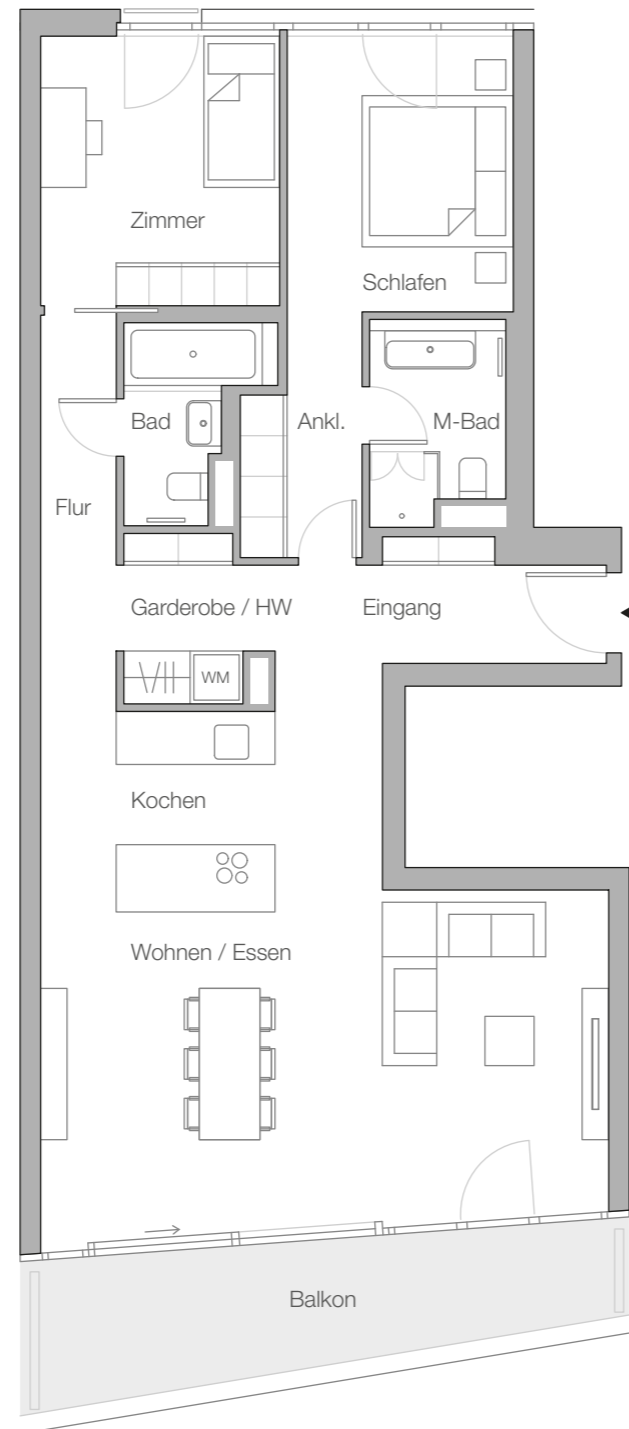 Zimmer
Schlafen
Bad
Ankl.
M-Bad
Flur
Garderobe / HW
Eingang
WM
Kochen
Wohnen / Essen
Balkon